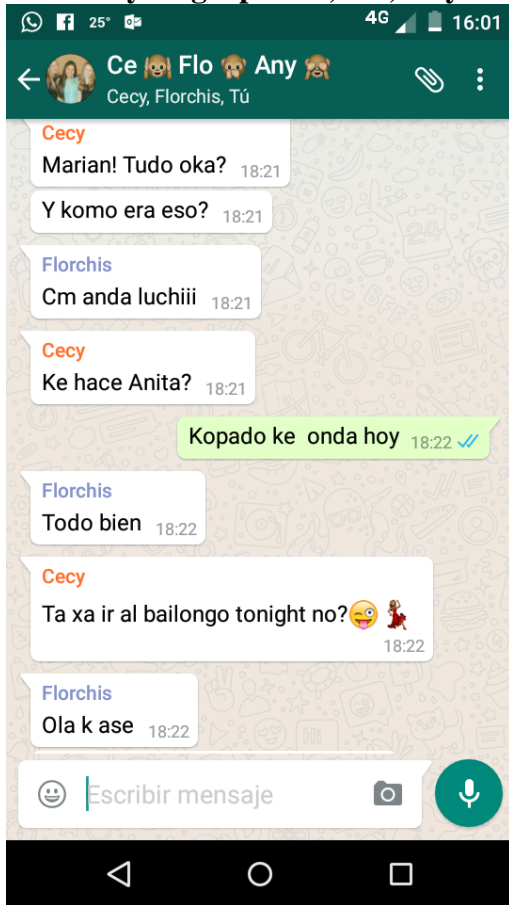 25° 4G 16:01
Ce 🙉 Flo 🙊 Any 🙈
Cecy, Florchis, Tú
Cecy
Marian! Tudo oka? 18:21
Y komo era eso? 18:21
Florchis
Cm anda luchiii 18:21
Cecy
Ke hace Anita? 18:21
Kopado ke onda hoy 18:22
Florchis
Todo bien 18:22
Cecy
Ta xa ir al bailongo tonight no?😜💃
18:22
Florchis
Ola k ase 18:22
Escribir mensaje